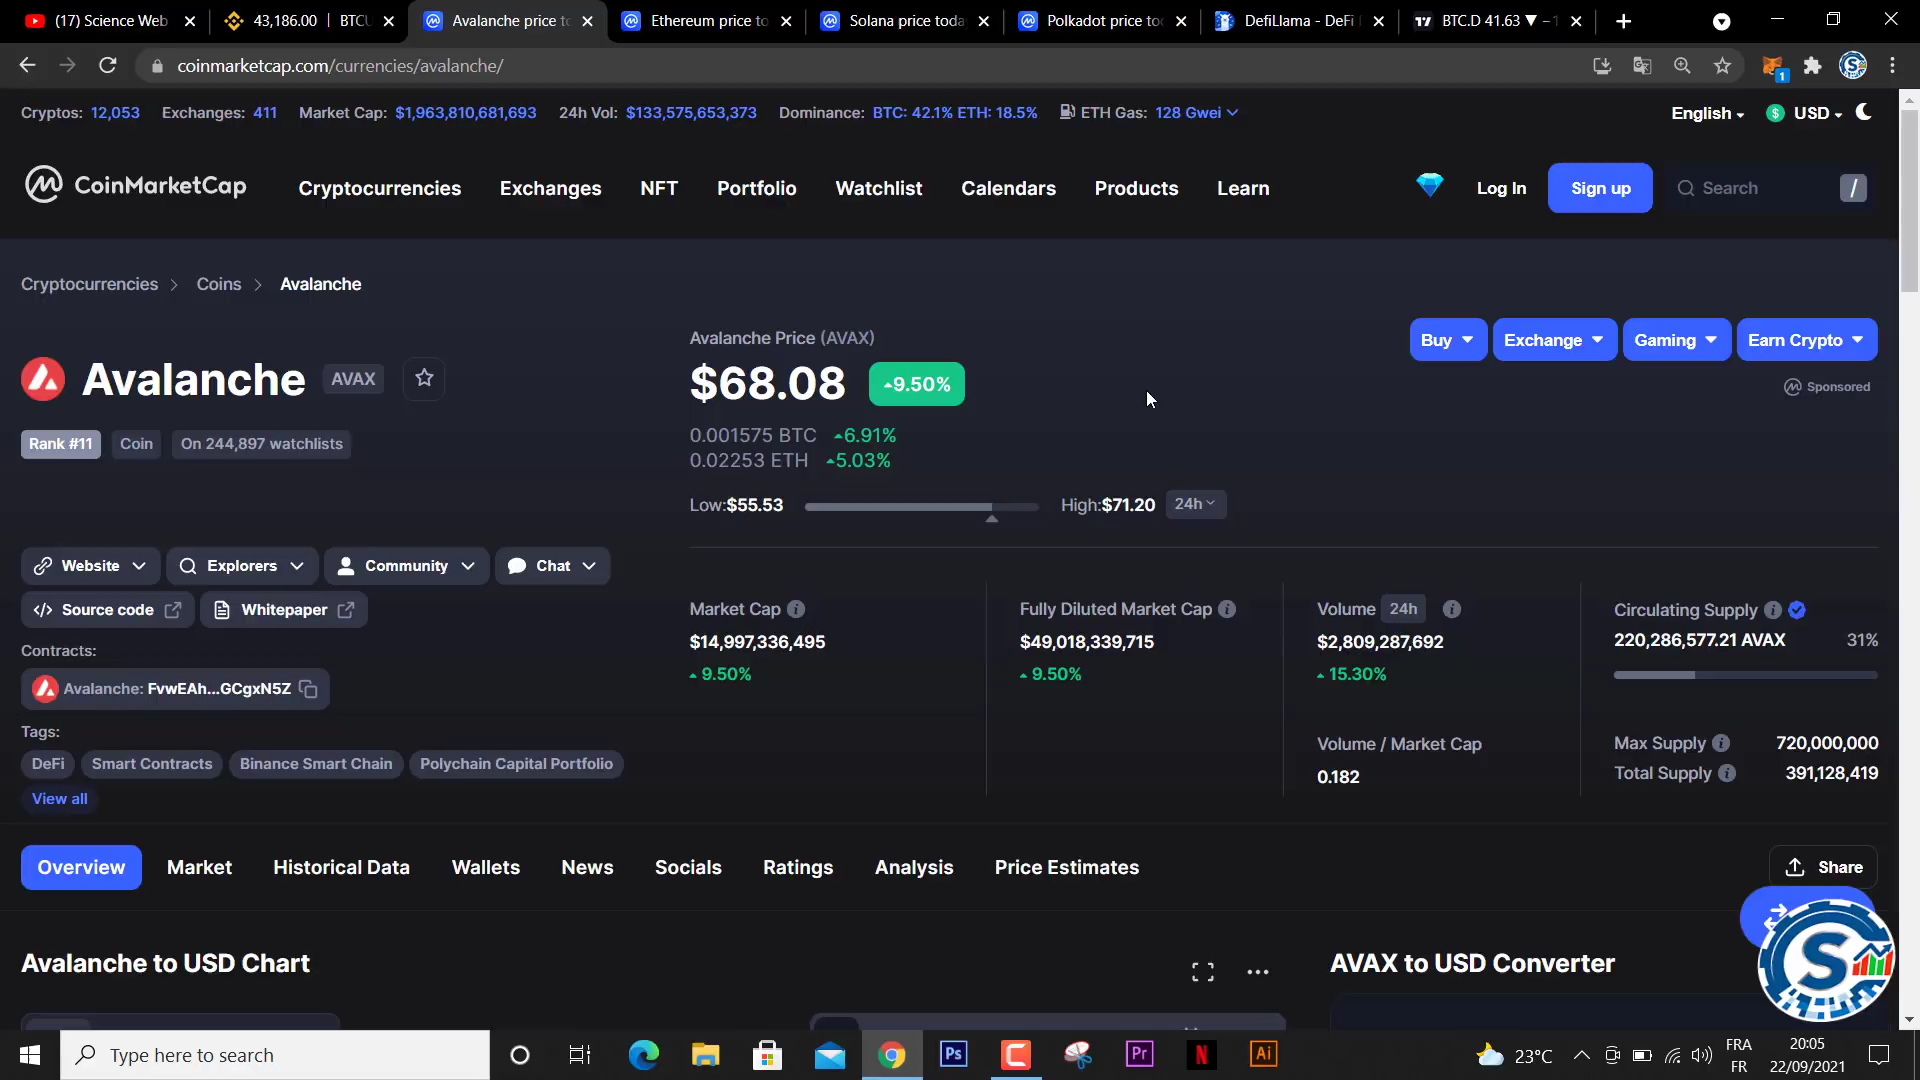 (17) Science Web
43,186.00 | BTCU
Avalanche price to
Ethereum price to
Solana price toda
Polkadot price to
DefiLlama - DeFi
BTC.D 41.63 ▼ −1
coinmarketcap.com/currencies/avalanche/
1
Cryptos: 12,053 Exchanges: 411 Market Cap: $1,963,810,681,693 24h Vol: $133,575,653,373 Dominance: BTC: 42.1% ETH: 18.5% ETH Gas: 128 Gwei
English USD
CoinMarketCap
Cryptocurrencies Exchanges NFT Portfolio Watchlist Calendars Products Learn
Log In Sign up Search /
Cryptocurrencies > Coins > Avalanche
Avalanche AVAX
Rank #11 Coin On 244,897 watchlists
Avalanche Price (AVAX)
$68.08 9.50%
0.001575 BTC 6.91%
0.02253 ETH 5.03%
Low:$55.53 High:$71.20 24h
Buy Exchange Gaming Earn Crypto
Sponsored
Website Explorers Community Chat
Source code Whitepaper
Contracts:
Avalanche: FvwEAh...GCgxN5Z
Tags:
DeFi Smart Contracts Binance Smart Chain Polychain Capital Portfolio
View all
Market Cap
$14,997,336,495
9.50%
Fully Diluted Market Cap
$49,018,339,715
9.50%
Volume 24h
$2,809,287,692
15.30%
Volume / Market Cap
0.182
Circulating Supply
220,286,577.21 AVAX 31%
Max Supply 720,000,000
Total Supply 391,128,419
Overview Market Historical Data Wallets News Socials Ratings Analysis Price Estimates
Share
Avalanche to USD Chart
AVAX to USD Converter
S
Type here to search
Ps
Pr
N
Ai
23°C
FRA
FR
20:05
22/09/2021